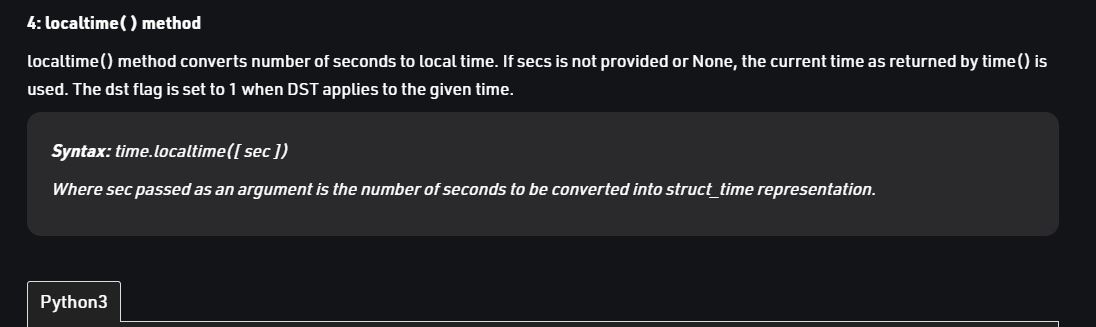 4: localtime( ) method
localtime() method converts number of seconds to local time. If secs is not provided or None, the current time as returned by time() is
used. The dst flag is set to 1 when DST applies to the given time.
Syntax: time.localtime([ sec ])
Where sec passed as an argument is the number of seconds to be converted into struct_time representation.
Python3